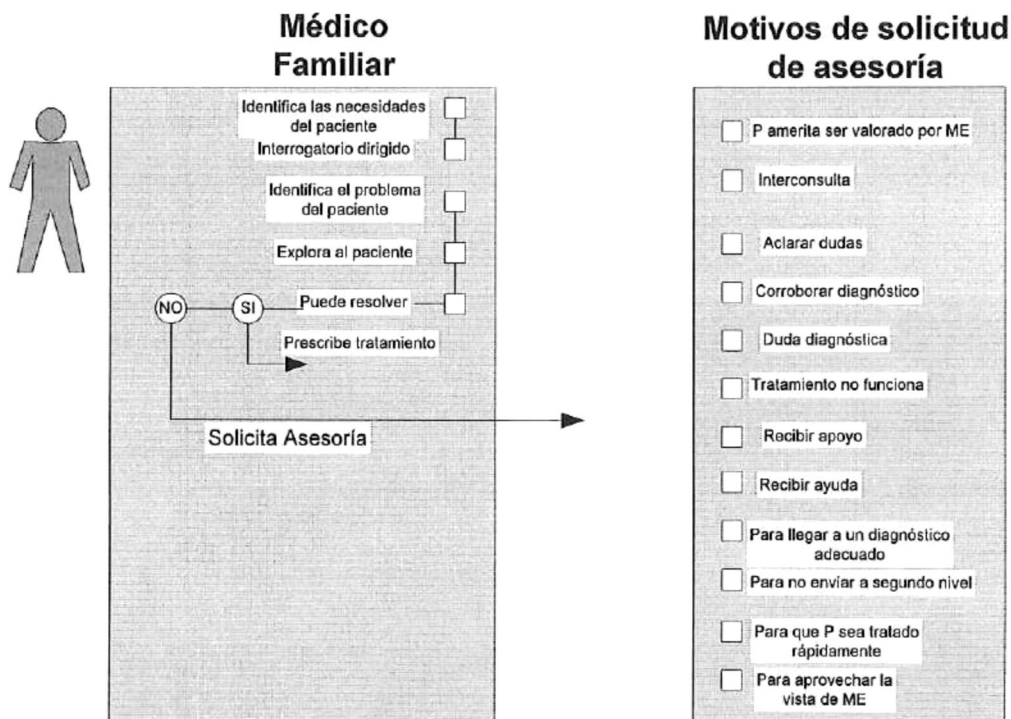 Médico
Familiar
Identifica las necesidades
del paciente
Interrogatorio dirigido
Identifica el problema
del paciente
Explora al paciente
NO
SI
Puede resolver
Prescribe tratamiento
Solicita Asesoría
Motivos de solicitud
de asesoría
P amerita ser valorado por ME
Interconsulta
Aclarar dudas
Corroborar diagnóstico
Duda diagnóstica
Tratamiento no funciona
Recibir apoyo
Recibir ayuda
Para llegar a un diagnóstico
adecuado
Para no enviar a segundo nivel
Para que P sea tratado
rápidamente
Para aprovechar la
vista de ME